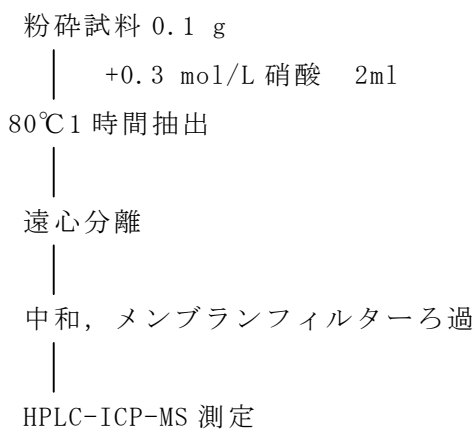 粉砕試料 0.1 g
+0.3 mol/L 硝酸 2ml
80℃1時間抽出
遠心分離
中和, メンブランフィルターろ過
HPLC-ICP-MS 測定